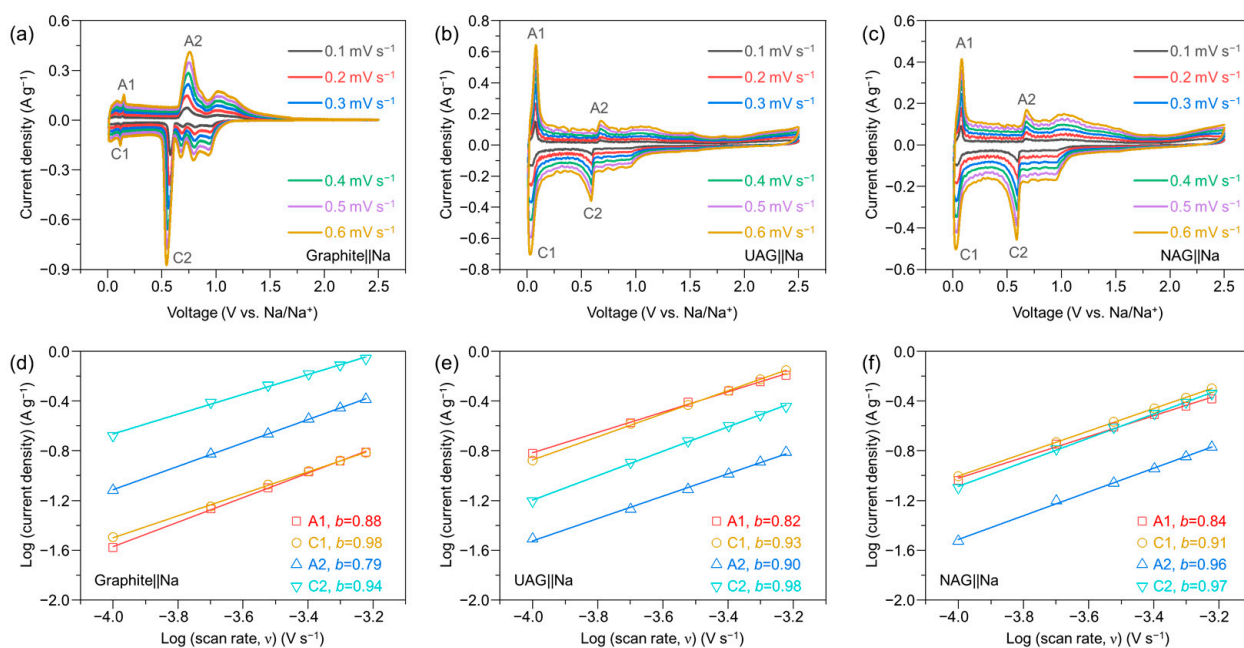 (a)
0.6
0.3
0.0
−0.3
−0.6
−0.9
Current density (A g⁻¹)
A1
A2
C1
C2
0.1 mV s⁻¹
0.2 mV s⁻¹
0.3 mV s⁻¹
0.4 mV s⁻¹
0.5 mV s⁻¹
0.6 mV s⁻¹
Graphite||Na
0.0 0.5 1.0 1.5 2.0 2.5
Voltage (V vs. Na/Na⁺)
(b)
0.8
0.6
0.4
0.2
0.0
−0.2
−0.4
−0.6
−0.8
Current density (A g⁻¹)
A1
A2
C1
C2
0.1 mV s⁻¹
0.2 mV s⁻¹
0.3 mV s⁻¹
0.4 mV s⁻¹
0.5 mV s⁻¹
0.6 mV s⁻¹
UAG||Na
0.0 0.5 1.0 1.5 2.0 2.5
Voltage (V vs. Na/Na⁺)
(c)
0.6
0.4
0.2
0.0
−0.2
−0.4
−0.6
Current density (A g⁻¹)
A1
A2
C1
C2
0.1 mV s⁻¹
0.2 mV s⁻¹
0.3 mV s⁻¹
0.4 mV s⁻¹
0.5 mV s⁻¹
0.6 mV s⁻¹
NAG||Na
0.0 0.5 1.0 1.5 2.0 2.5
Voltage (V vs. Na/Na⁺)
(d)
0.0
−0.4
−0.8
−1.2
−1.6
−2.0
Log (current density) (A g⁻¹)
A1, b=0.88
C1, b=0.98
A2, b=0.79
C2, b=0.94
Graphite||Na
−4.0 −3.8 −3.6 −3.4 −3.2
Log (scan rate, ν) (V s⁻¹)
(e)
0.0
−0.4
−0.8
−1.2
−1.6
−2.0
Log (current density) (A g⁻¹)
A1, b=0.82
C1, b=0.93
A2, b=0.90
C2, b=0.98
UAG||Na
−4.0 −3.8 −3.6 −3.4 −3.2
Log (scan rate, ν) (V s⁻¹)
(f)
0.0
−0.4
−0.8
−1.2
−1.6
−2.0
Log (current density) (A g⁻¹)
A1, b=0.84
C1, b=0.91
A2, b=0.96
C2, b=0.97
NAG||Na
−4.0 −3.8 −3.6 −3.4 −3.2
Log (scan rate, ν) (V s⁻¹)